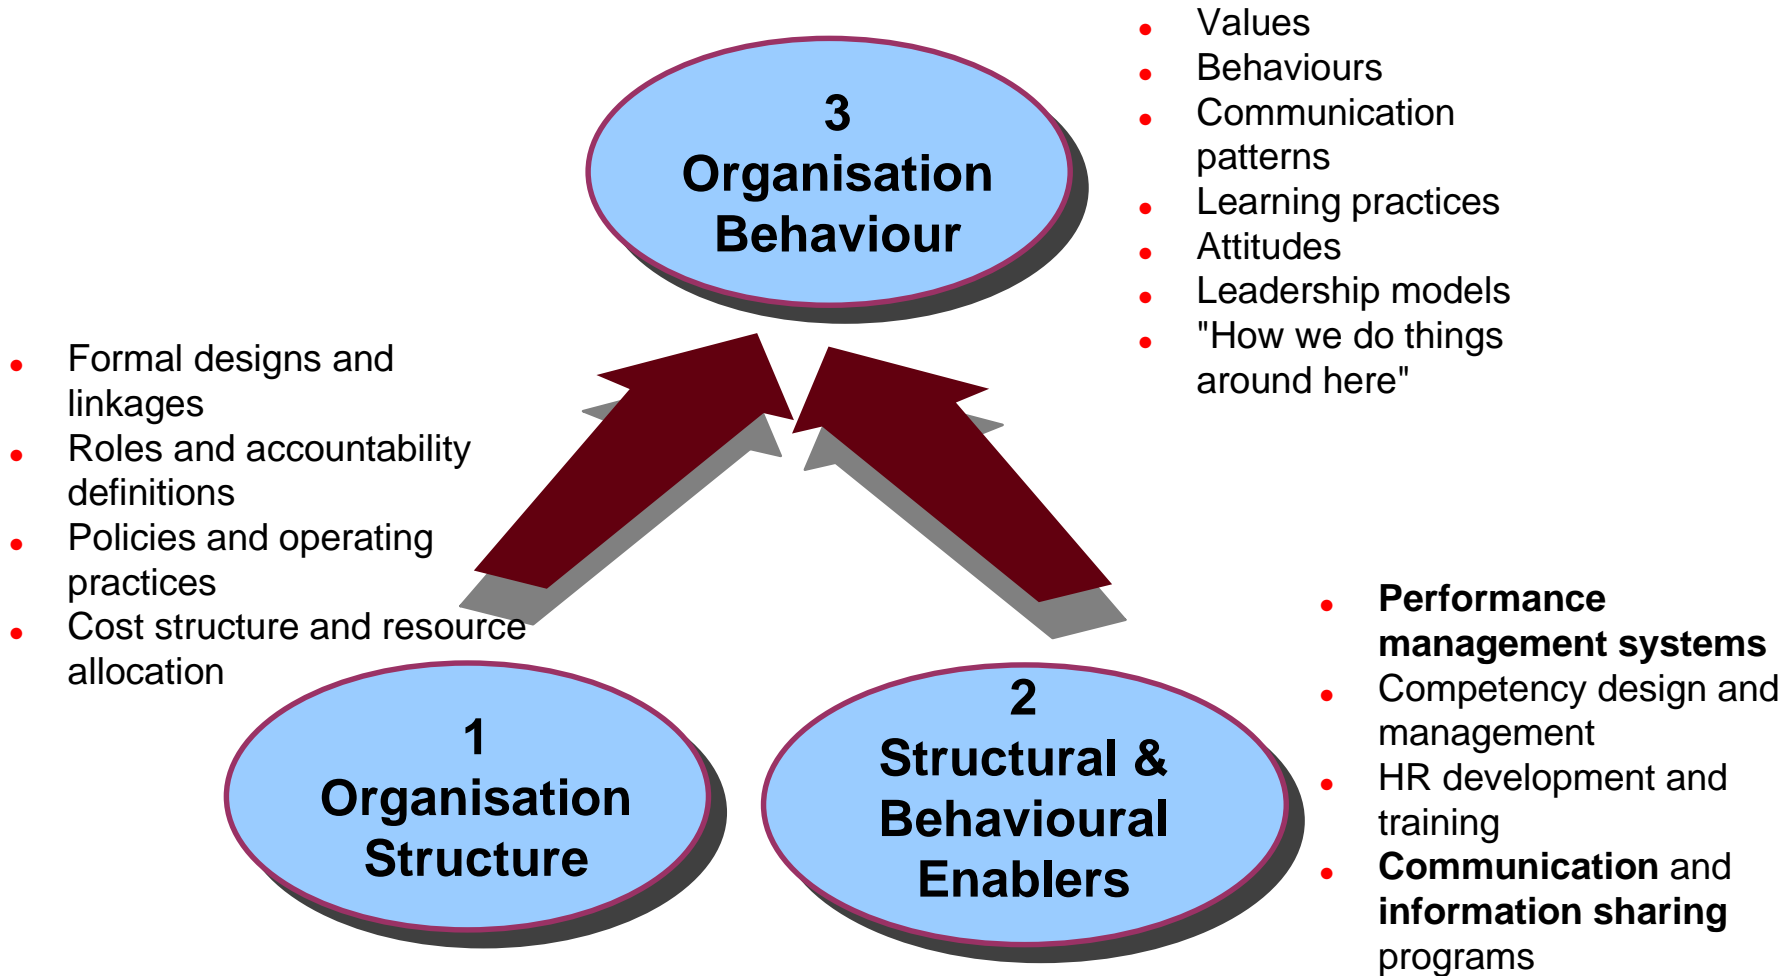 3
Organisation
Behaviour
Values
Behaviours
Communication
patterns
Learning practices
Attitudes
Leadership models
"How we do things
around here"
Formal designs and
linkages
Roles and accountability
definitions
Policies and operating
practices
Cost structure and resource
allocation
1
Organisation
Structure
2
Structural &
Behavioural
Enablers
Performance
management systems
Competency design and
management
HR development and
training
Communication and
information sharing
programs